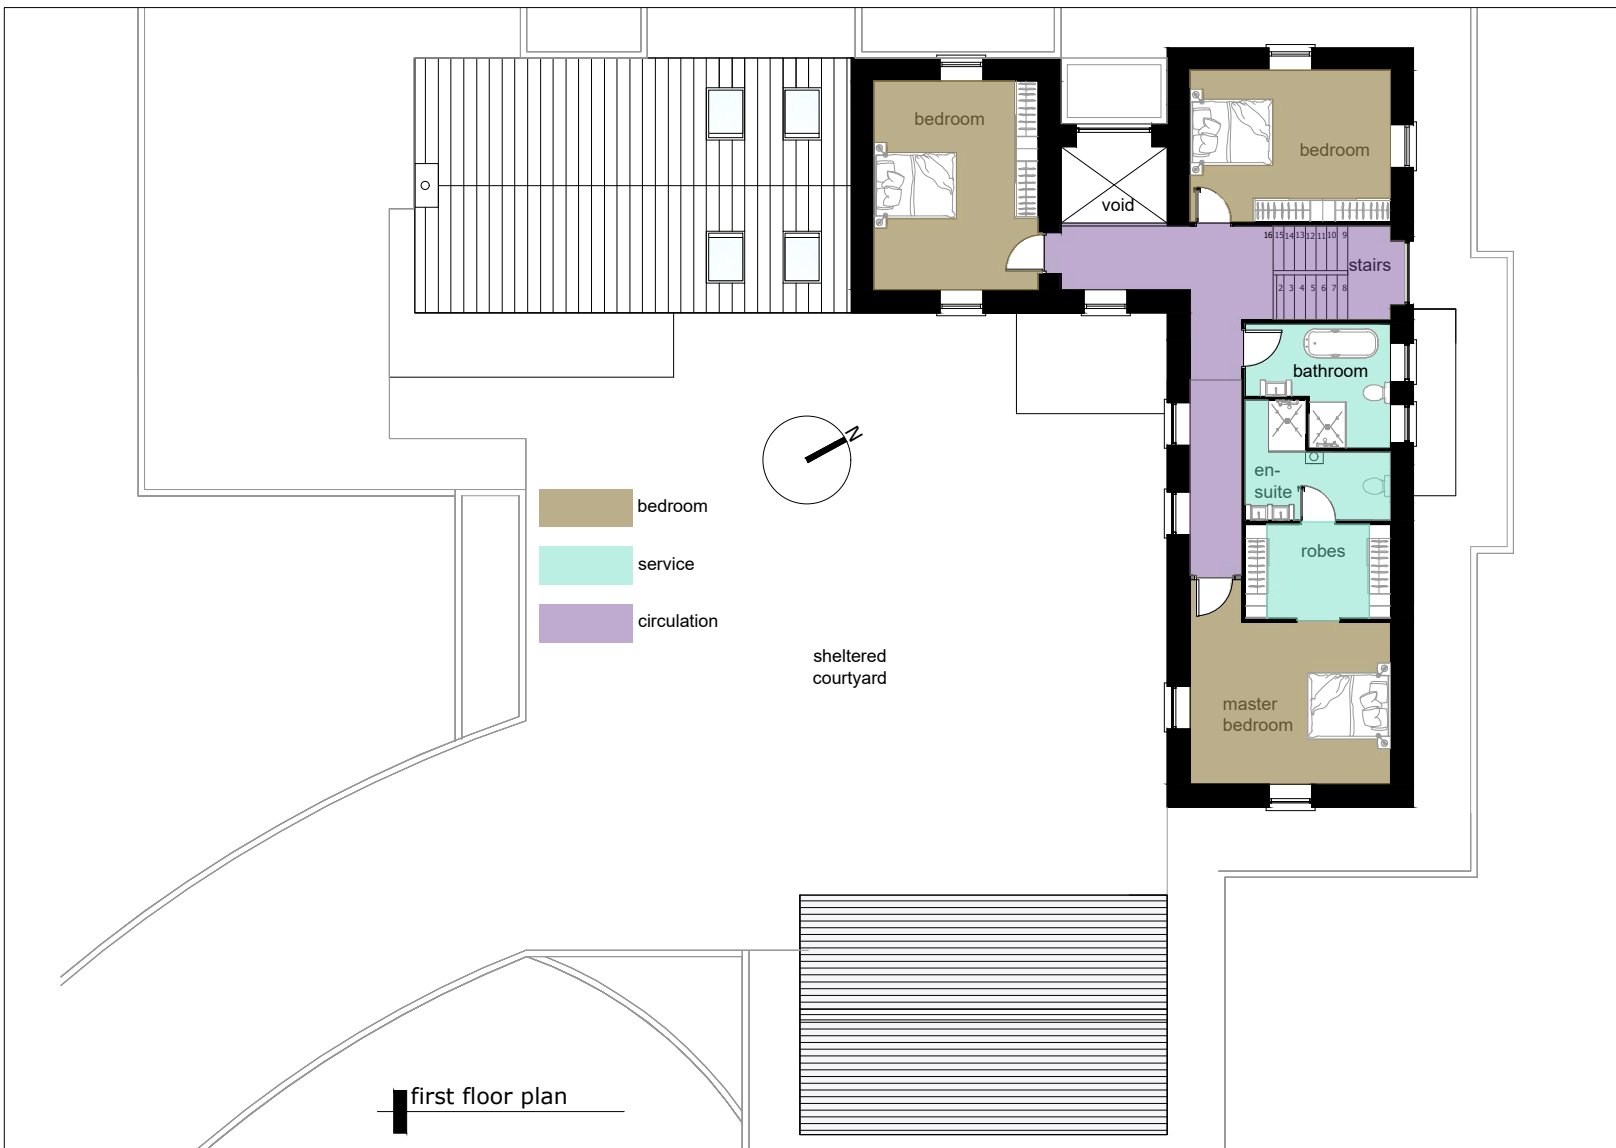 bedroom
bedroom
void
16 15 14 13 12 11 10 9
stairs
2 3 4 5 6 7 8
bathroom
N
en-
suite
bedroom
robes
service
circulation
sheltered
courtyard
master
bedroom
first floor plan